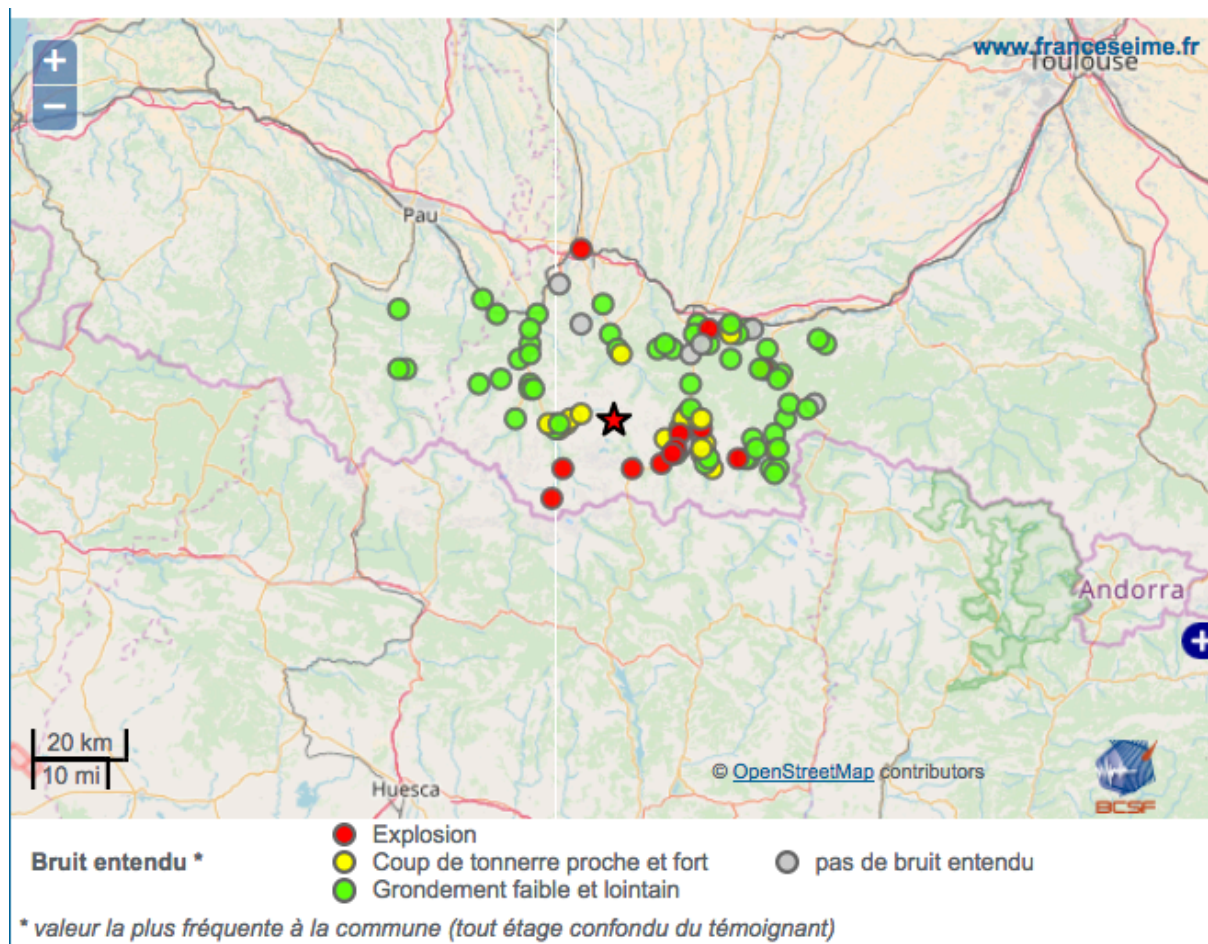 +
www.franceseime.fr
Toulouse
−
Pau
Andorra
+
20 km
10 mi
© OpenStreetMap contributors
Huesca
BCSF
Explosion
Bruit entendu *
Coup de tonnerre proche et fort
pas de bruit entendu
Grondement faible et lointain
* valeur la plus fréquente à la commune (tout étage confondu du témoignant)